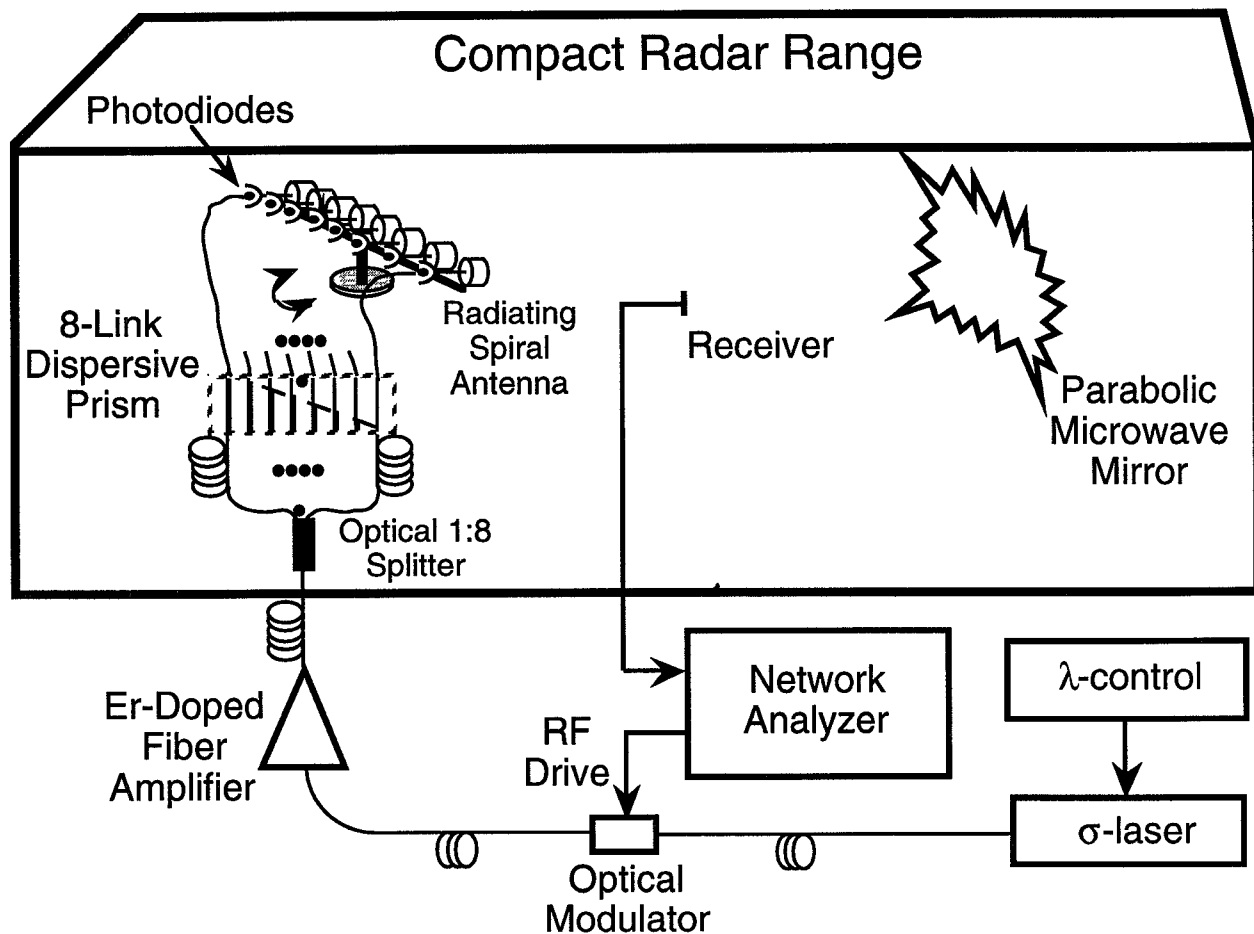 Compact Radar Range
Photodiodes
8-Link
Dispersive
Prism
Radiating
Spiral
Antenna
Receiver
Parabolic
Microwave
Mirror
Optical 1:8
Splitter
Er-Doped
Fiber
Amplifier
RF
Drive
Network
Analyzer
λ-control
σ-laser
Optical
Modulator